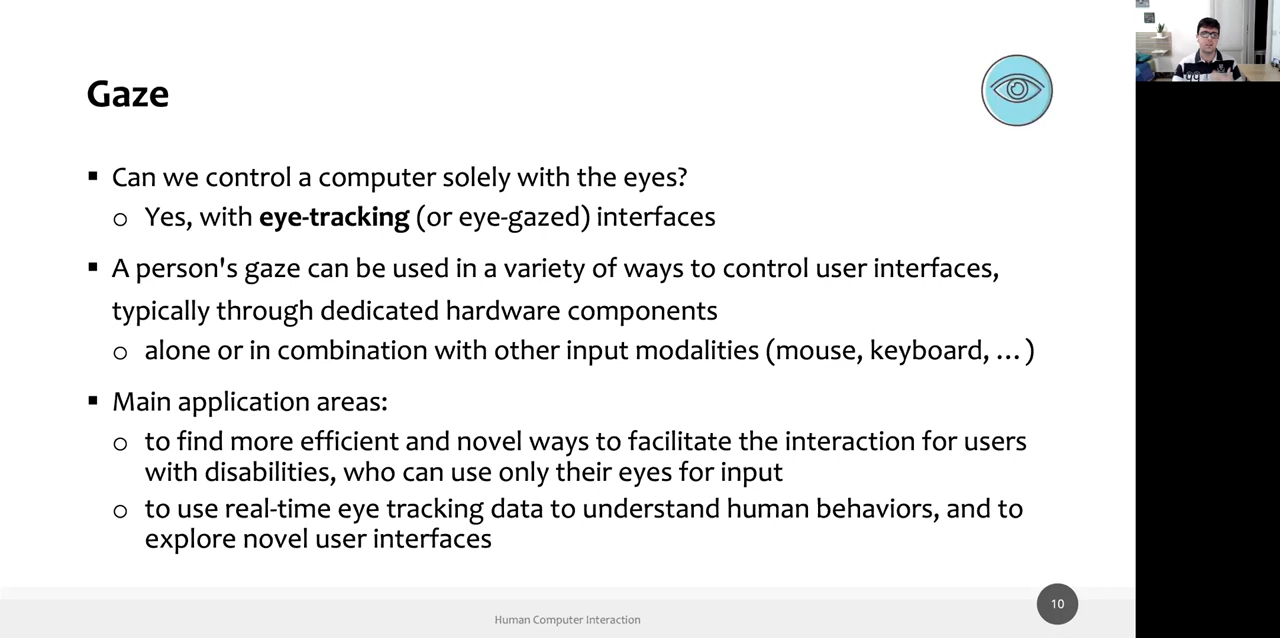 Gaze
▪ Can we control a computer solely with the eyes?
o Yes, with eye-tracking (or eye-gazed) interfaces
▪ A person's gaze can be used in a variety of ways to control user interfaces,
typically through dedicated hardware components
o alone or in combination with other input modalities (mouse, keyboard, … )
▪ Main application areas:
o to find more efficient and novel ways to facilitate the interaction for users
with disabilities, who can use only their eyes for input
o to use real-time eye tracking data to understand human behaviors, and to
explore novel user interfaces
Human Computer Interaction
10